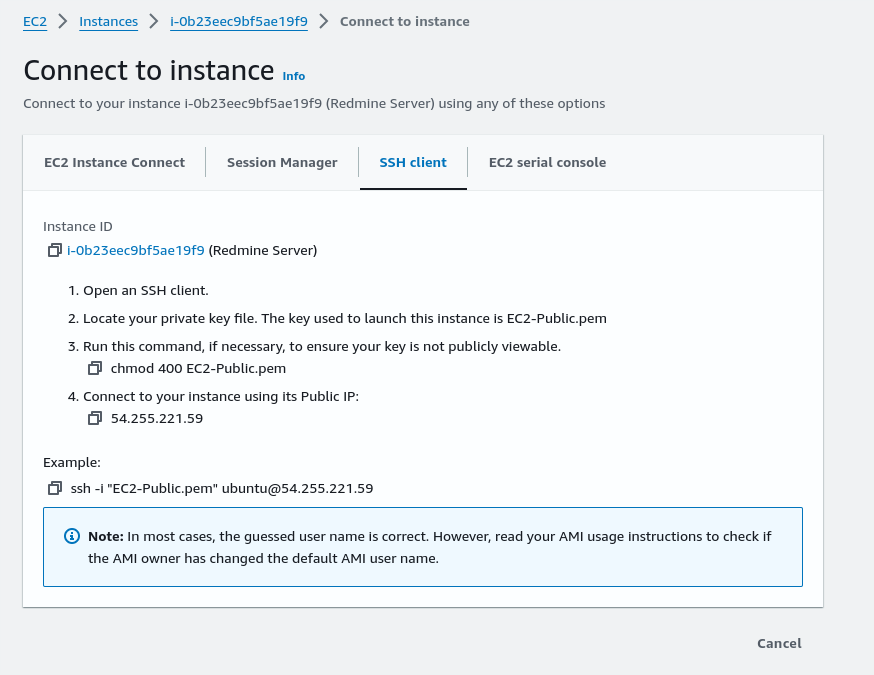 EC2 > Instances > i-0b23eec9bf5ae19f9 > Connect to instance
Connect to instance Info
Connect to your instance i-0b23eec9bf5ae19f9 (Redmine Server) using any of these options
EC2 Instance Connect Session Manager SSH client EC2 serial console
Instance ID
i-0b23eec9bf5ae19f9 (Redmine Server)
1. Open an SSH client.
2. Locate your private key file. The key used to launch this instance is EC2-Public.pem
3. Run this command, if necessary, to ensure your key is not publicly viewable.
chmod 400 EC2-Public.pem
4. Connect to your instance using its Public IP:
54.255.221.59
Example:
ssh -i "EC2-Public.pem" ubuntu@54.255.221.59
Note: In most cases, the guessed user name is correct. However, read your AMI usage instructions to check if
the AMI owner has changed the default AMI user name.
Cancel